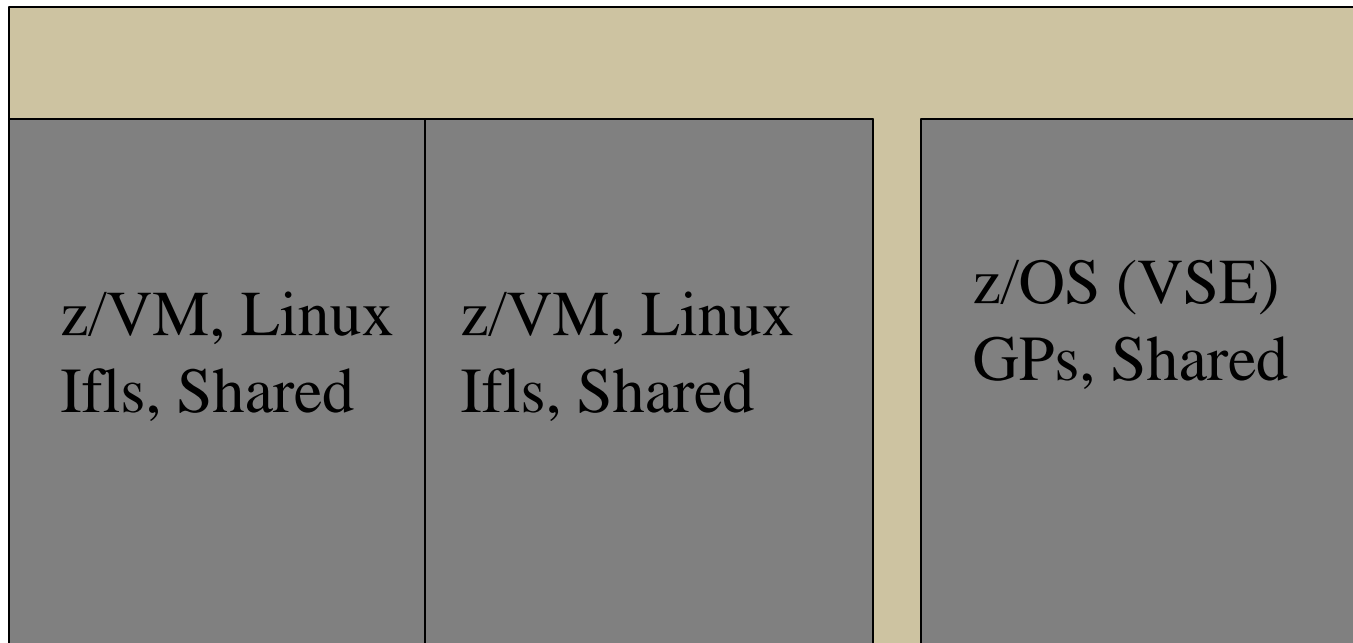 z/VM, Linux
Ifls, Shared
z/VM, Linux
Ifls, Shared
z/OS (VSE)
GPs, Shared